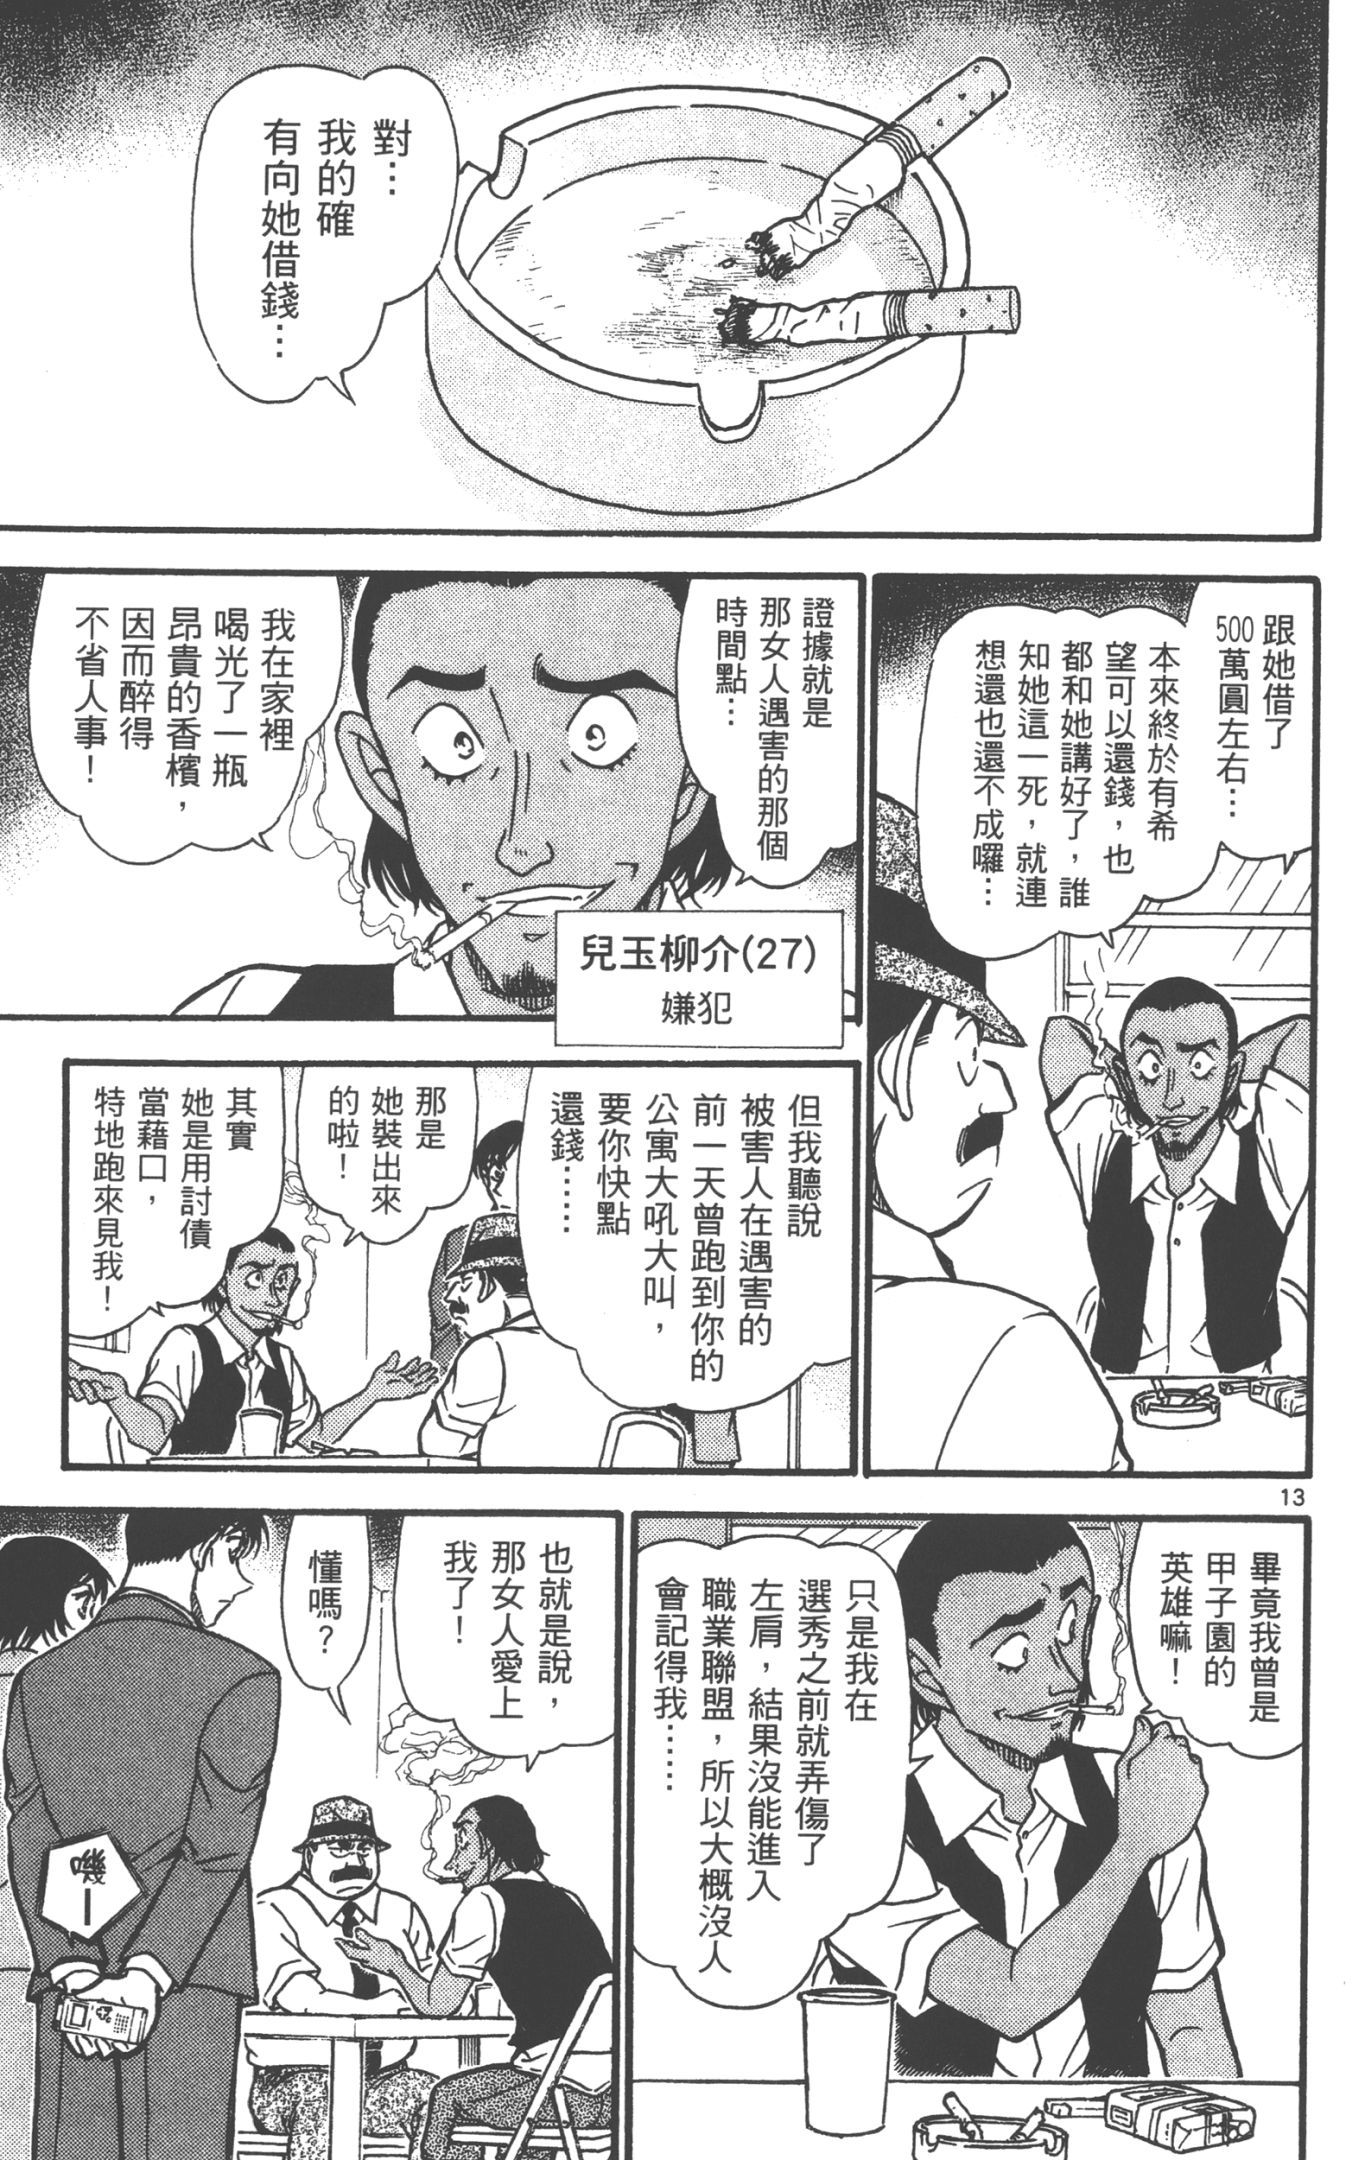 對…
我的確
有向她借錢…
跟她借了
500萬圓左右…
本來終於有希
望可以還錢，也
都和她講好了，誰
知她這一死，就連
想還也還不成囉…
證據就是
那女人遇害的那個
時間點…
我在家裡
喝光了一瓶
昂貴的香檳，
因而醉得
不省人事！
兒玉柳介(27)
嫌犯
但我聽說
被害人在遇害的
前一天曾跑到你的
公寓大吼大叫，
要你快點
還錢……
那是
她裝出來
的啦！
其實
她是用討債
當藉口，
特地跑來見我！
13
畢竟我曾是
甲子園的
英雄嘛！
只是我在
選秀之前就弄傷了
左肩，結果沒能進入
職業聯盟，所以大概沒人
會記得我……
也就是說，
那女人愛上
我了！
懂嗎？
嘰—